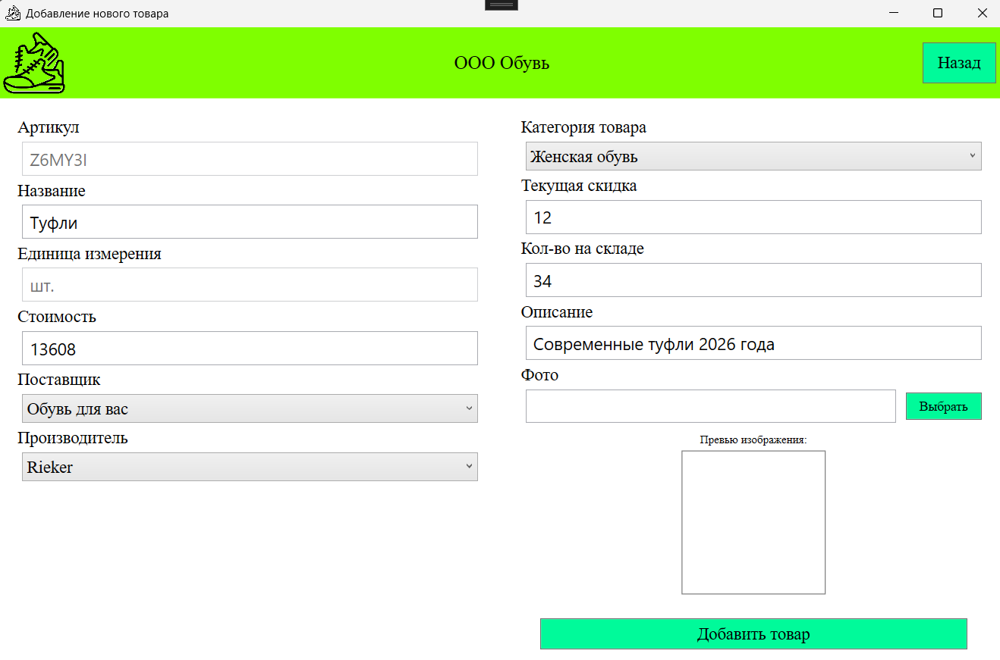 Добавление нового товара
ООО Обувь
Назад
Артикул
Z6MY3I
Название
Туфли
Единица измерения
шт.
Стоимость
13608
Поставщик
Обувь для вас
Производитель
Rieker
Категория товара
Женская обувь
Текущая скидка
12
Кол-во на складе
34
Описание
Современные туфли 2026 года
Фото
Выбрать
Превью изображения:
Добавить товар